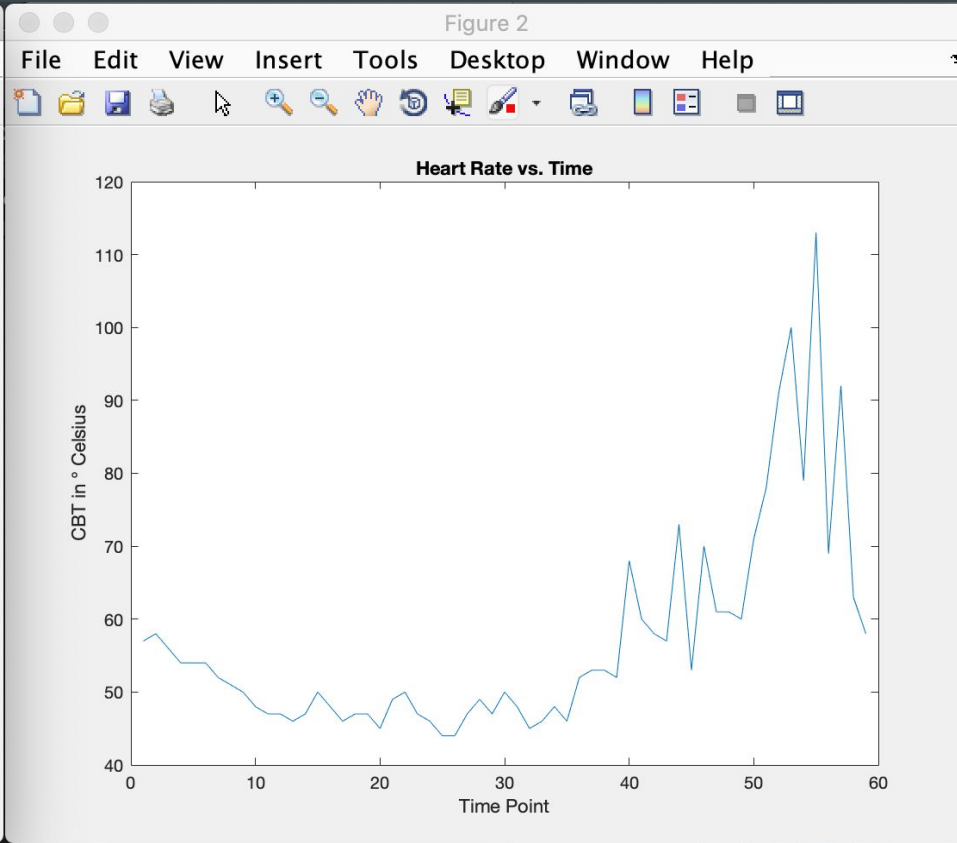 Figure 2
File Edit View Insert Tools Desktop Window Help
Heart Rate vs. Time
120
110
100
90
80
70
60
50
40
CBT in ° Celsius
0 10 20 30 40 50 60
Time Point